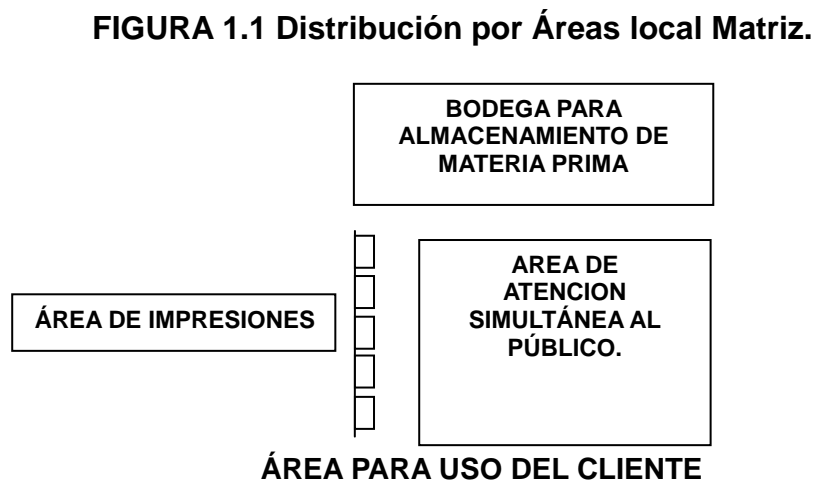 FIGURA 1.1 Distribución por Áreas local Matriz.
BODEGA PARA
ALMACENAMIENTO DE
MATERIA PRIMA
ÁREA DE IMPRESIONES
AREA DE
ATENCION
SIMULTÁNEA AL
PÚBLICO.
ÁREA PARA USO DEL CLIENTE